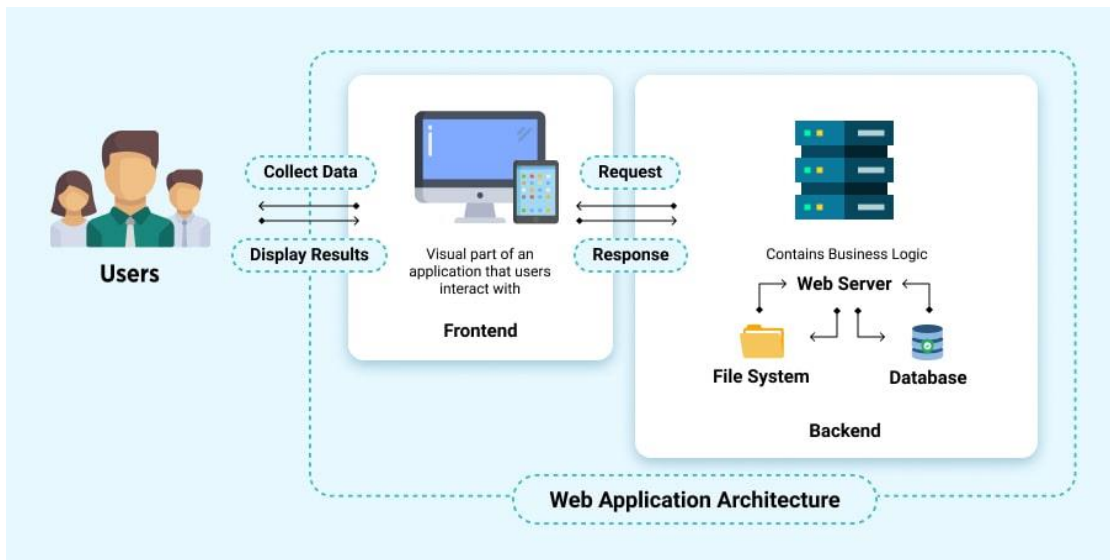 Users
Collect Data
Display Results
Visual part of an
application that users
interact with
Frontend
Request
Response
Contains Business Logic
Web Server
File System
Database
Backend
Web Application Architecture